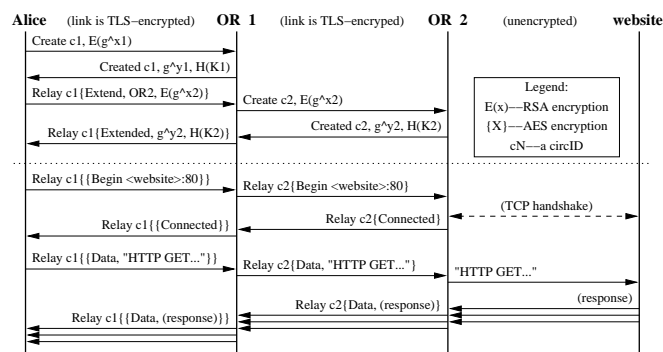 Alice (link is TLS−encrypted) OR 1 (link is TLS−encrypted) OR 2 (unencrypted) website
Create c1, E(g^x1)
Created c1, g^y1, H(K1)
Relay c1{Extend, OR2, E(g^x2)}
Create c2, E(g^x2)
Created c2, g^y2, H(K2)
Relay c1{Extended, g^y2, H(K2)}
Legend:
E(x)−−RSA encryption
{X}−−AES encryption
cN−−a circID
Relay c1{{Begin <website>:80}}
Relay c2{Begin <website>:80}
(TCP handshake)
Relay c2{Connected}
Relay c1{{Connected}}
Relay c1{{Data, "HTTP GET..."}}
Relay c2{Data, "HTTP GET..."}
"HTTP GET..."
(response)
Relay c2{Data, (response)}
Relay c1{{Data, (response)}}